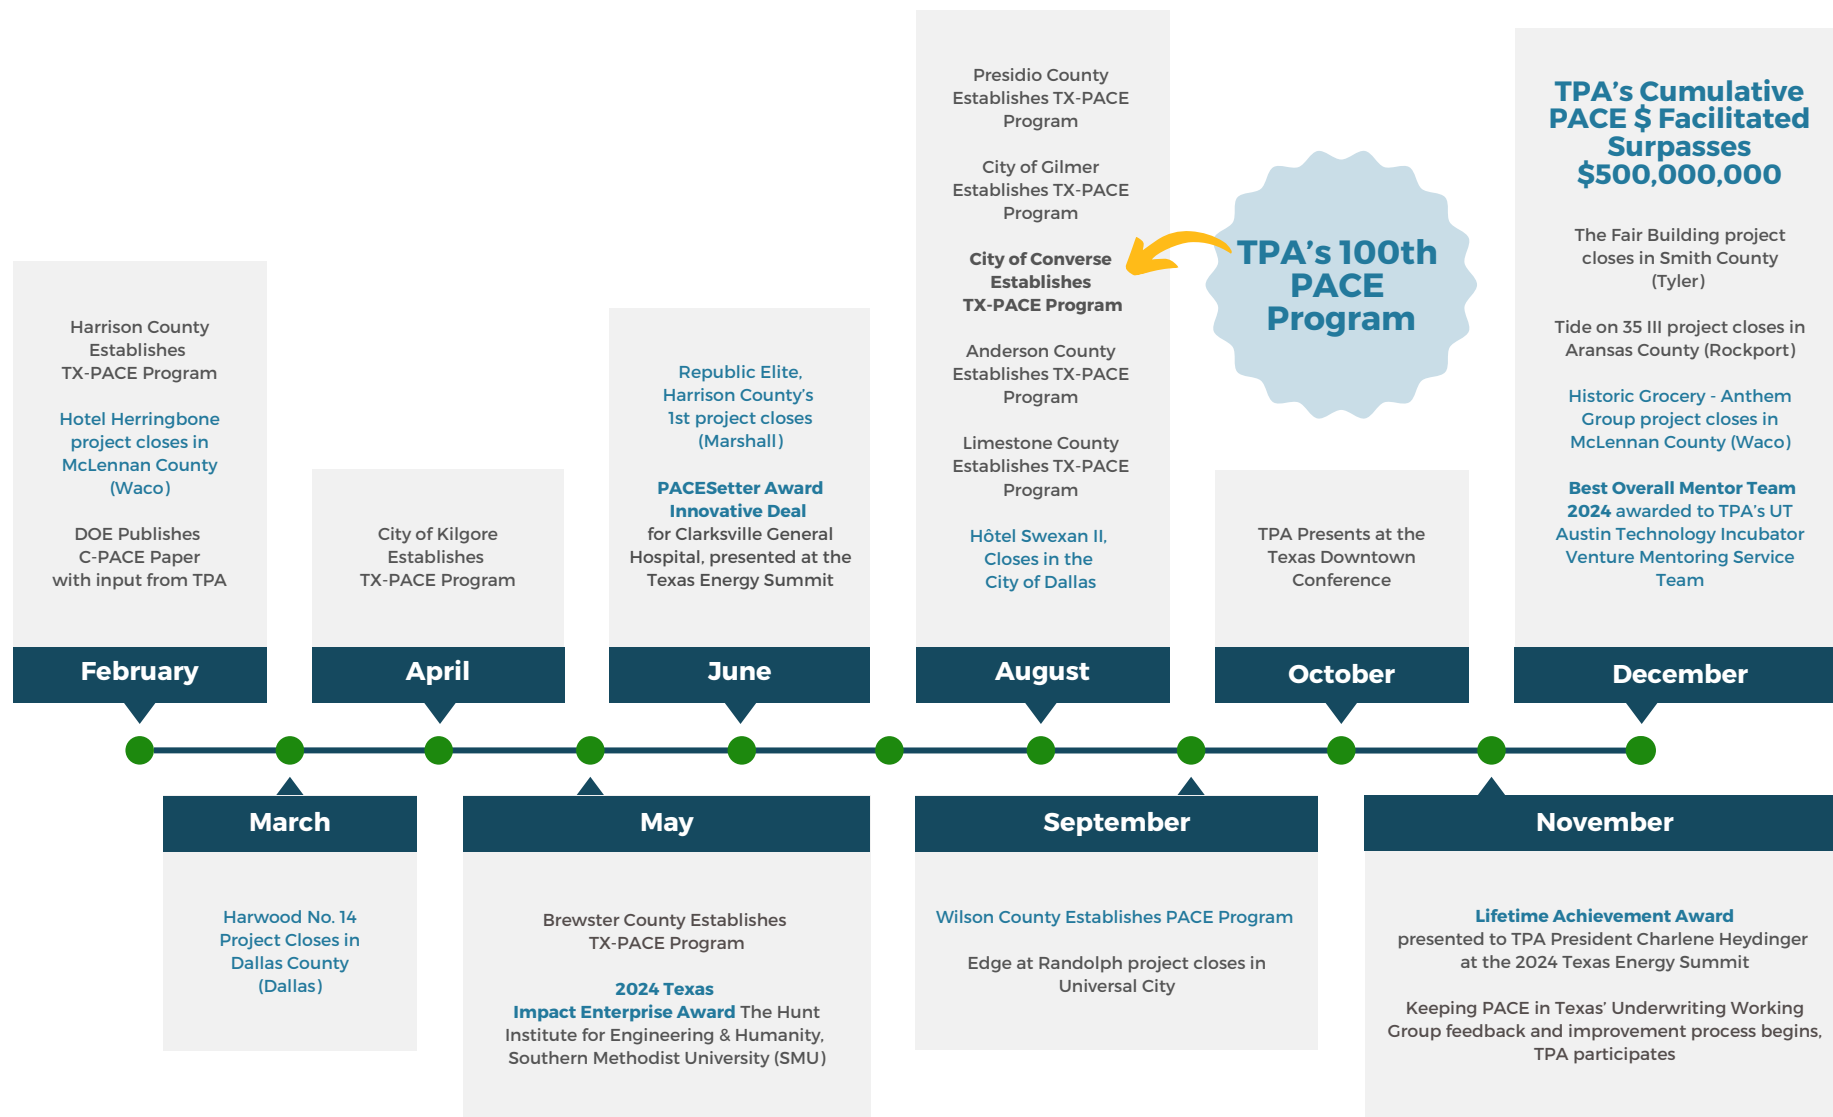 Harrison County
Establishes
TX-PACE Program
Hotel Herringbone
project closes in
McLennan County
(Waco)
DOE Publishes
C-PACE Paper
with input from TPA
February
City of Kilgore
Establishes
TX-PACE Program
April
Republic Elite,
Harrison County's
1st project closes
(Marshall)
PACESetter Award
Innovative Deal
for Clarksville General
Hospital, presented at the
Texas Energy Summit
June
Presidio County
Establishes TX-PACE
Program
City of Gilmer
Establishes TX-PACE
Program
City of Converse
Establishes
TX-PACE Program
Anderson County
Establishes TX-PACE
Program
Limestone County
Establishes TX-PACE
Program
Hôtel Swexan II,
Closes in the
City of Dallas
August
TPA's 100th
PACE
Program
TPA Presents at the
Texas Downtown
Conference
October
TPA's Cumulative
PACE $ Facilitated
Surpasses
$500,000,000
The Fair Building project
closes in Smith County
(Tyler)
Tide on 35 III project closes in
Aransas County (Rockport)
Historic Grocery - Anthem
Group project closes in
McLennan County (Waco)
Best Overall Mentor Team
2024 awarded to TPA's UT
Austin Technology Incubator
Venture Mentoring Service
Team
December
March
Harwood No. 14
Project Closes in
Dallas County
(Dallas)
May
Brewster County Establishes
TX-PACE Program
2024 Texas
Impact Enterprise Award The Hunt
Institute for Engineering & Humanity,
Southern Methodist University (SMU)
September
Wilson County Establishes PACE Program
Edge at Randolph project closes in
Universal City
November
Lifetime Achievement Award
presented to TPA President Charlene Heydinger
at the 2024 Texas Energy Summit
Keeping PACE in Texas' Underwriting Working
Group feedback and improvement process begins,
TPA participates